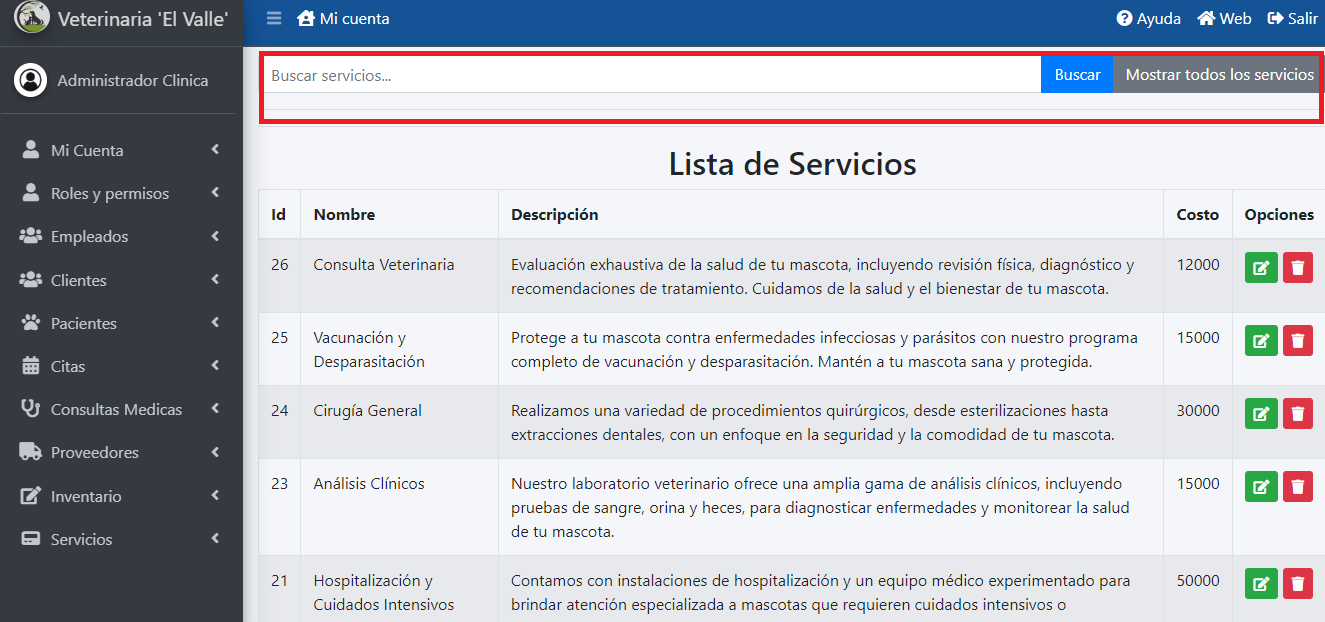 Veterinaria 'El Valle'
Mi cuenta
Ayuda
Web
Salir
Administrador Clinica
Mi Cuenta
Roles y permisos
Empleados
Clientes
Pacientes
Citas
Consultas Medicas
Proveedores
Inventario
Servicios
Buscar servicios...
Buscar
Mostrar todos los servicios
Lista de Servicios
Id Nombre Descripción Costo Opciones
26 Consulta Veterinaria Evaluación exhaustiva de la salud de tu mascota, incluyendo revisión física, diagnóstico y 12000
recomendaciones de tratamiento. Cuidamos de la salud y el bienestar de tu mascota.
25 Vacunación y Protege a tu mascota contra enfermedades infecciosas y parásitos con nuestro programa 15000
Desparasitación completo de vacunación y desparasitación. Mantén a tu mascota sana y protegida.
24 Cirugía General Realizamos una variedad de procedimientos quirúrgicos, desde esterilizaciones hasta 30000
extracciones dentales, con un enfoque en la seguridad y la comodidad de tu mascota.
23 Análisis Clínicos Nuestro laboratorio veterinario ofrece una amplia gama de análisis clínicos, incluyendo 15000
pruebas de sangre, orina y heces, para diagnosticar enfermedades y monitorear la salud
de tu mascota.
21 Hospitalización y Contamos con instalaciones de hospitalización y un equipo médico experimentado para 50000
Cuidados Intensivos brindar atención especializada a mascotas que requieren cuidados intensivos o